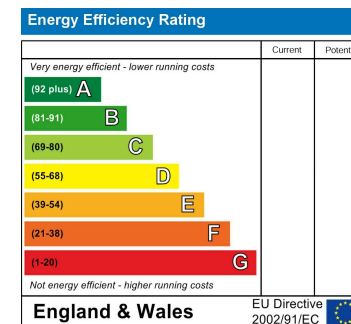 Energy Efficiency Rating
Current Potent
Very energy efficient - lower running costs
(92 plus) A
(81-91) B
(69-80) C
(55-68) D
(39-54) E
(21-38) F
(1-20) G
Not energy efficient - higher running costs
England & Wales
EU Directive
2002/91/EC